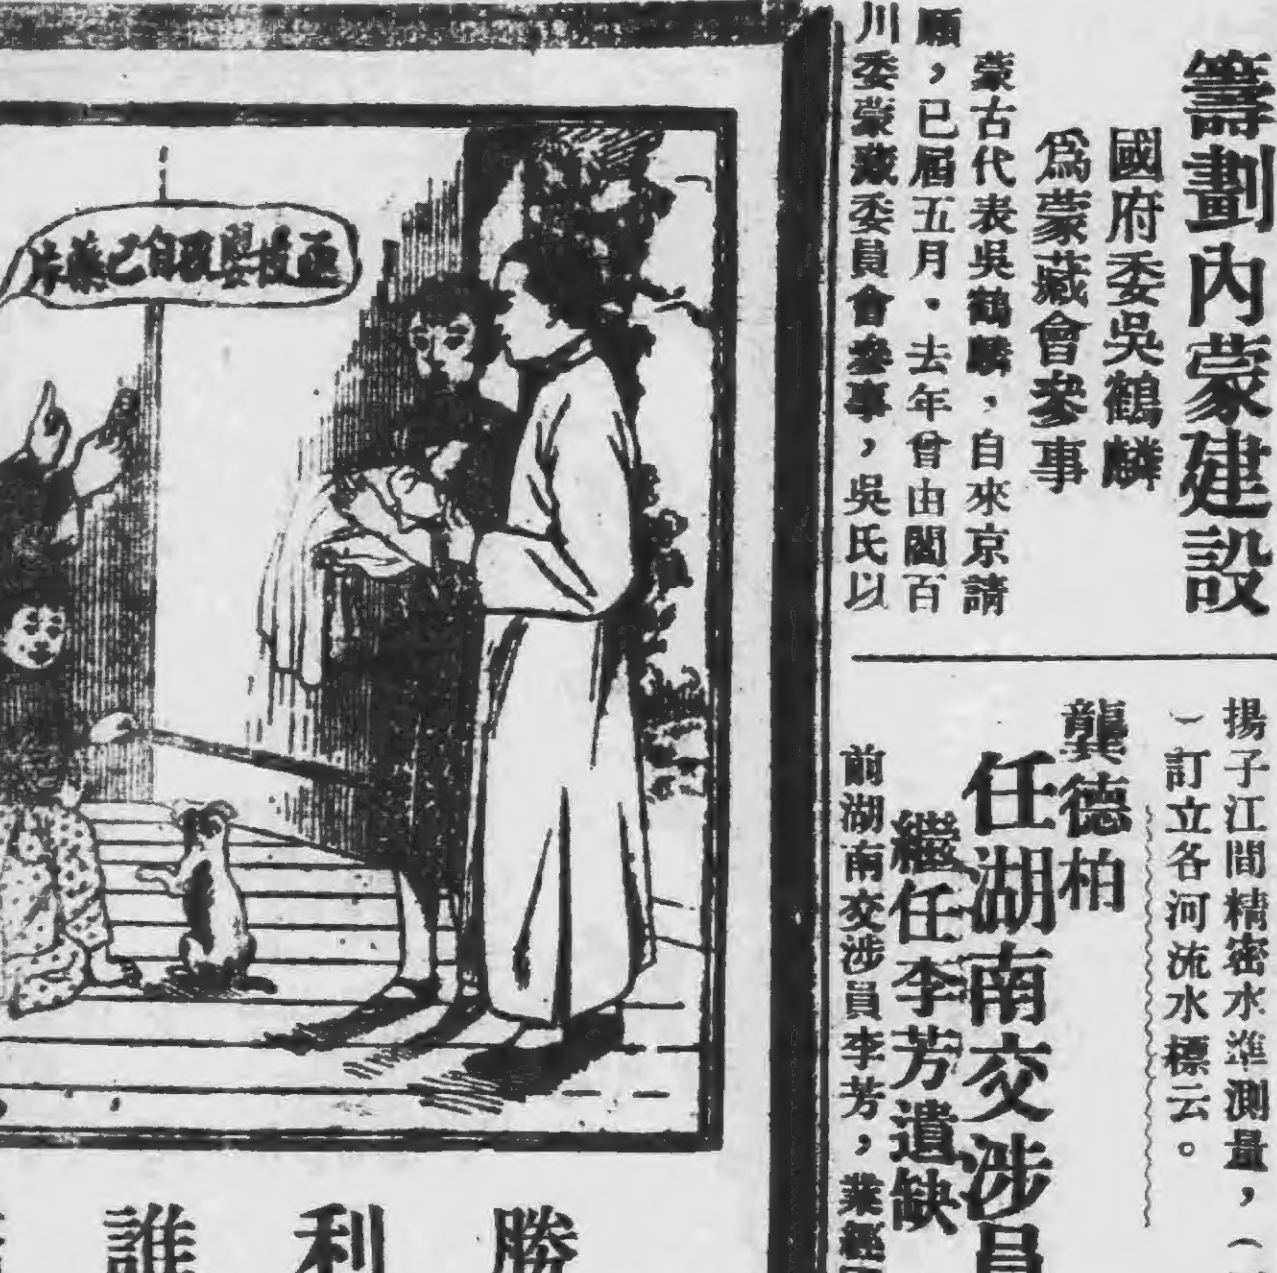 籌劃內蒙建設
國府委吳鶴麟
爲蒙藏會參事
蒙古代表吳鶴麟、自來京請
願，已屆五月・去年曾由閻百
川委蒙藏委員會參事，吳氏以
揚子江間精密水準測量，（
）訂立各河流水標云。
龔德柏
任湖南交涉員
繼任李芳遺缺
前湖南交涉員李芳，業經
勝利誰